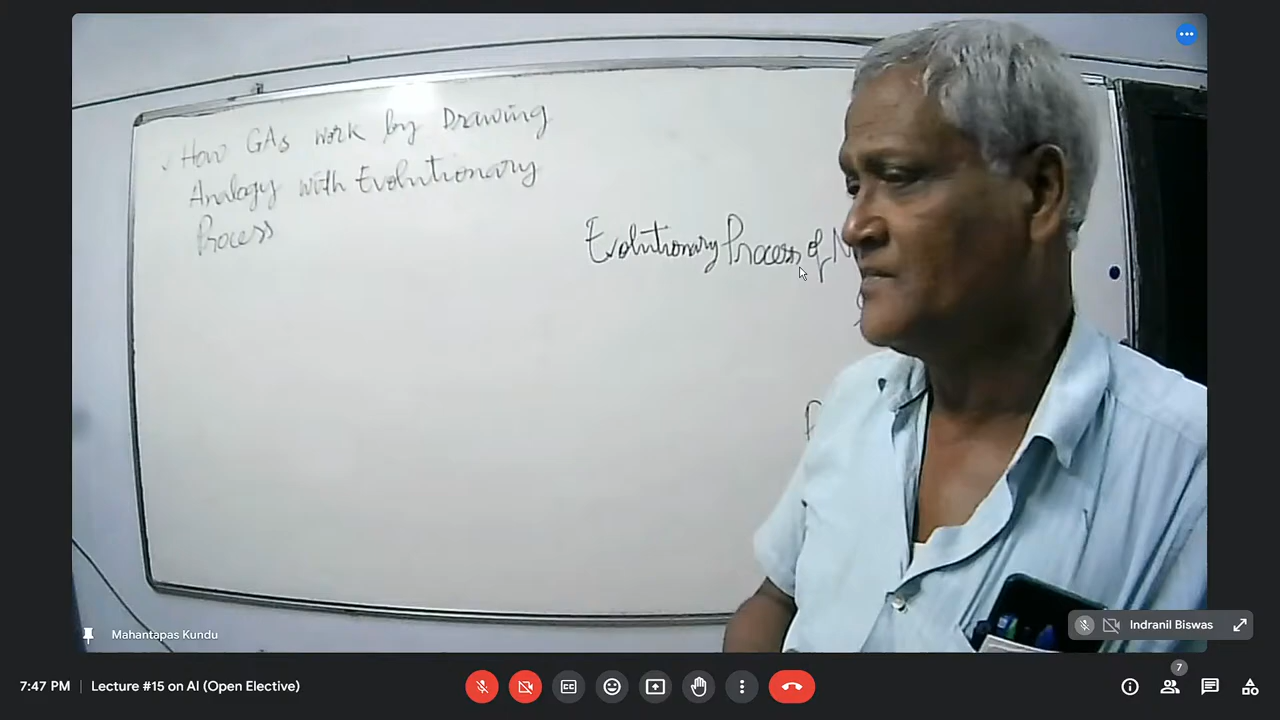 How GAs work by Drawing
Analogy with Evolutionary
Process
Evolutionary Process of N
Mahantapas Kundu
Indranil Biswas
7:47 PM | Lecture #15 on AI (Open Elective)
7